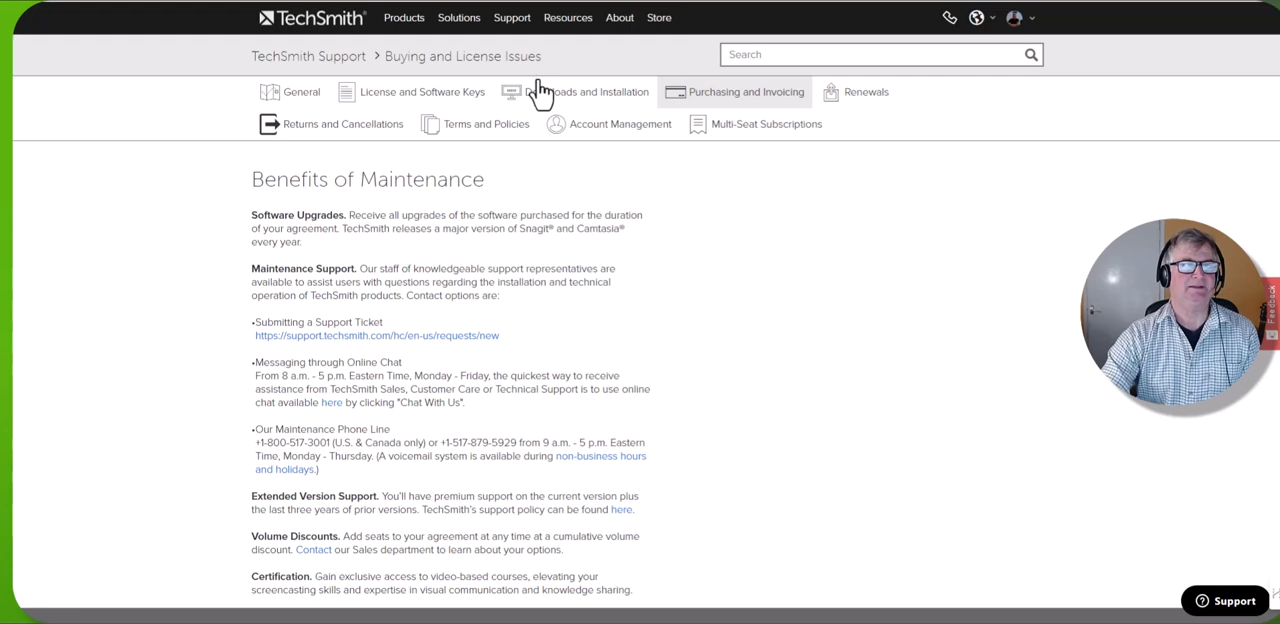 TechSmith® Products Solutions Support Resources About Store
TechSmith Support > Buying and License Issues Search
General License and Software Keys Downloads and Installation Purchasing and Invoicing Renewals
Returns and Cancellations Terms and Policies Account Management Multi-Seat Subscriptions
Benefits of Maintenance
Software Upgrades. Receive all upgrades of the software purchased for the duration
of your agreement. TechSmith releases a major version of Snagit® and Camtasia®
every year.
Maintenance Support. Our staff of knowledgeable support representatives are
available to assist users with questions regarding the installation and technical
operation of TechSmith products. Contact options are:
•Submitting a Support Ticket
https://support.techsmith.com/hc/en-us/requests/new
•Messaging through Online Chat
From 8 a.m. - 5 p.m. Eastern Time, Monday - Friday, the quickest way to receive
assistance from TechSmith Sales, Customer Care or Technical Support is to use online
chat available here by clicking "Chat With Us".
•Our Maintenance Phone Line
+1-800-517-3001 (U.S. & Canada only) or +1-517-879-5929 from 9 a.m. - 5 p.m. Eastern
Time, Monday - Thursday. (A voicemail system is available during non-business hours
and holidays.)
Extended Version Support. You'll have premium support on the current version plus
the last three years of prior versions. TechSmith's support policy can be found here.
Volume Discounts. Add seats to your agreement at any time at a cumulative volume
discount. Contact our Sales department to learn about your options.
Certification. Gain exclusive access to video-based courses, elevating your
screencasting skills and expertise in visual communication and knowledge sharing.
Feedback
Support